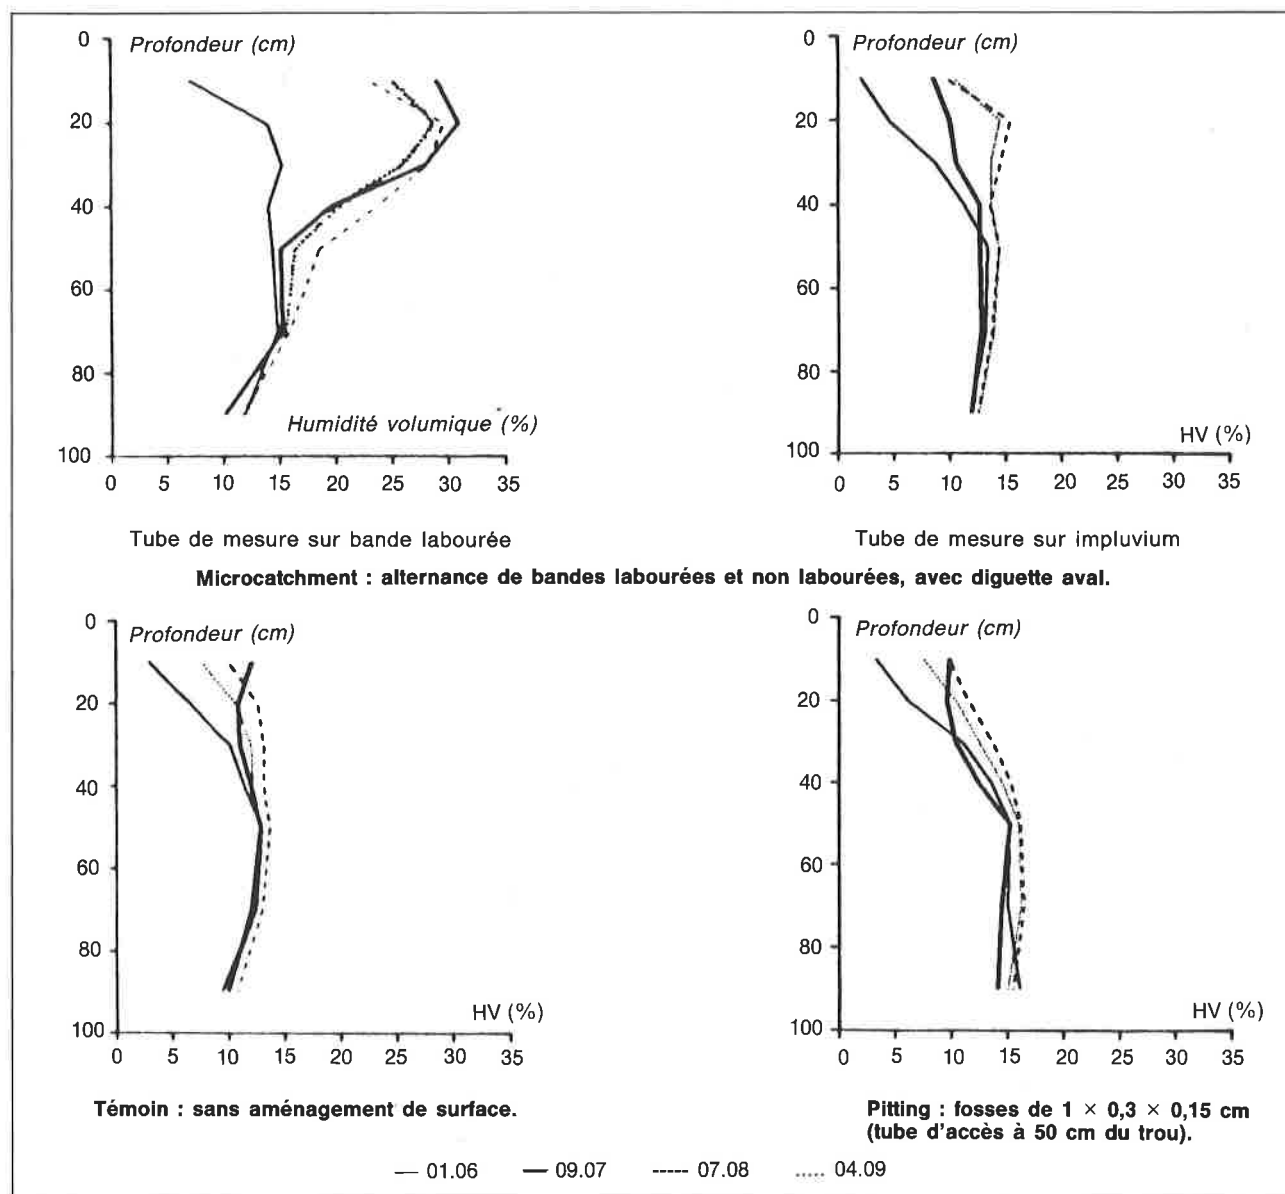 Profondeur (cm)
0
20
40
60
80
100
Humidité volumique (%)
0 5 10 15 20 25 30 35
Tube de mesure sur bande labourée
Profondeur (cm)
0
20
40
60
80
100
HV (%)
0 5 10 15 20 25 30 35
Tube de mesure sur impluvium
Microcatchment : alternance de bandes labourées et non labourées, avec diguette aval.
Profondeur (cm)
0
20
40
60
80
100
HV (%)
0 5 10 15 20 25 30 35
Témoin : sans aménagement de surface.
Profondeur (cm)
0
20
40
60
80
100
HV (%)
0 5 10 15 20 25 30 35
Pitting : fosses de 1 × 0,3 × 0,15 cm
(tube d'accès à 50 cm du trou).
01.06 09.07 07.08 04.09